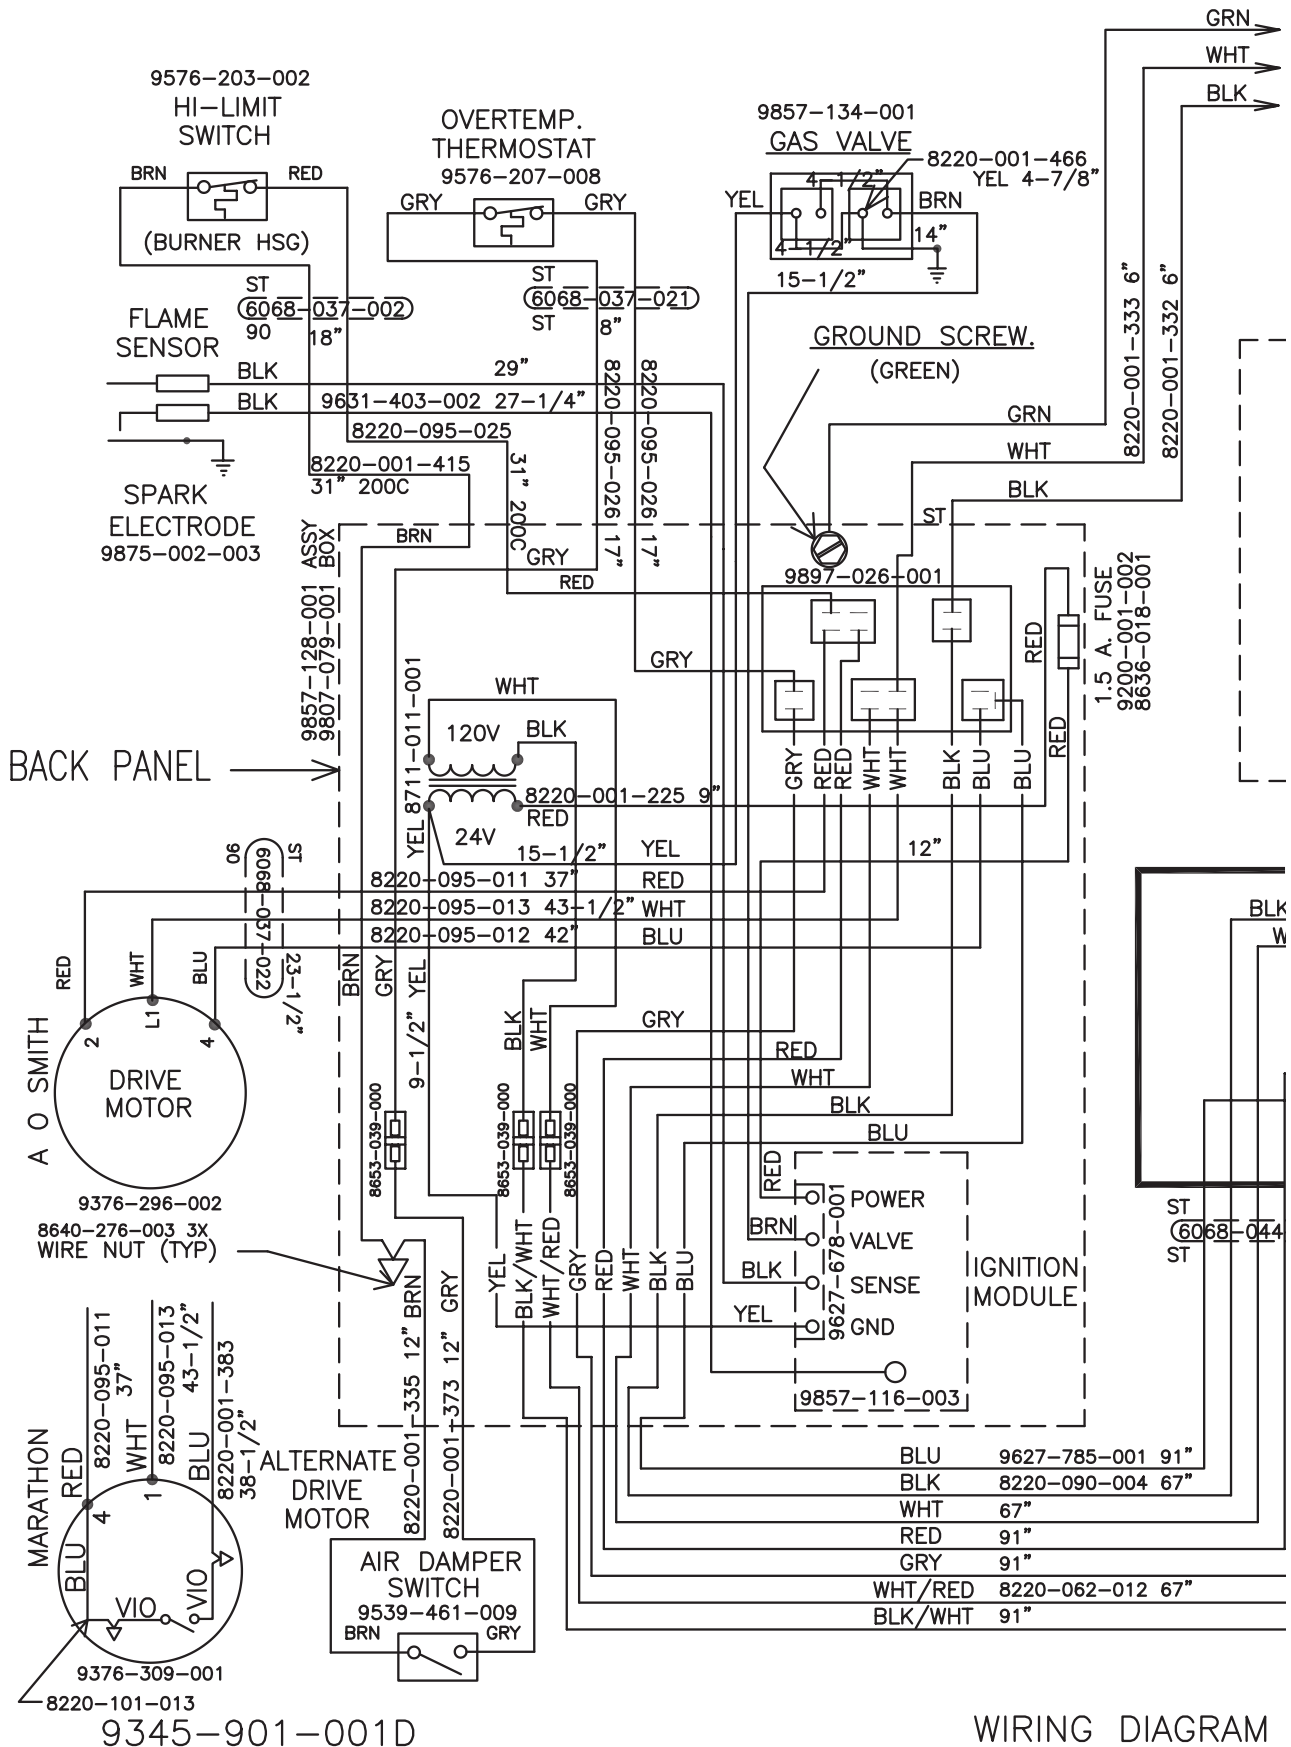 GRN
WHT
BLK
9576-203-002
HI-LIMIT
SWITCH
BRN
RED
(BURNER HSG)
OVERTEMP.
THERMOSTAT
9576-207-008
GRY
GRY
9857-134-001
GAS VALVE
8220-001-466
YEL 4-7/8"
4-1/2"
YEL
BRN
4-1/2"
14"
15-1/2"
ST
6068-037-002
90
18"
ST
6068-037-021
ST
8"
FLAME
SENSOR
BLK
29"
BLK
9631-403-002 27-1/4"
8220-095-025
31" 200C
8220-001-415
31" 200C
8220-095-026 17"
8220-095-026 17"
GROUND SCREW.
(GREEN)
8220-001-333 6"
8220-001-332 6"
GRN
WHT
BLK
SPARK
ELECTRODE
9875-002-003
9857-128-001 ASSY
9807-079-001 BOX
BRN
GRY
RED
ST
9897-026-001
RED
1.5 A. FUSE
9200-001-002
8636-018-001
GRY
WHT
120V
BLK
8711-011-001
YEL
24V
8220-001-225 9"
RED
15-1/2"
YEL
GRY
RED
RED
WHT
WHT
BLK
BLU
BLU
RED
12"
BACK PANEL
90
6068-037-022
ST
23-1/2"
8220-095-011 37"
RED
8220-095-013 43-1/2"
WHT
8220-095-012 42"
BLU
RED
WHT
BLU
BRN
GRY
9-1/2" YEL
BLK
WHT
GRY
RED
WHT
BLK
BLU
2
L1
4
A O SMITH
DRIVE
MOTOR
9376-296-002
8640-276-003 3X
WIRE NUT (TYP)
8653-039-000
8653-039-000
8653-039-000
RED
POWER
BRN
VALVE
BLK
SENSE
YEL
GND
9627-678-001
IGNITION
MODULE
9857-116-003
YEL
BLK/WHT
WHT/RED
GRY
RED
WHT
BLK
BLU
8220-001-335 12" BRN
8220-001-373 12" GRY
BLK
W
ST
6068-044
ST
MARATHON
RED
8220-095-011
37"
WHT
8220-095-013
43-1/2"
BLU
8220-001-383
38-1/2"
4
1
BLU
VIO
VIO
9376-309-001
8220-101-013
ALTERNATE
DRIVE
MOTOR
AIR DAMPER
SWITCH
9539-461-009
BRN
GRY
BLU 9627-785-001 91"
BLK 8220-090-004 67"
WHT 67"
RED 91"
GRY 91"
WHT/RED 8220-062-012 67"
BLK/WHT 91"
9345-901-001D
WIRING DIAGRAM